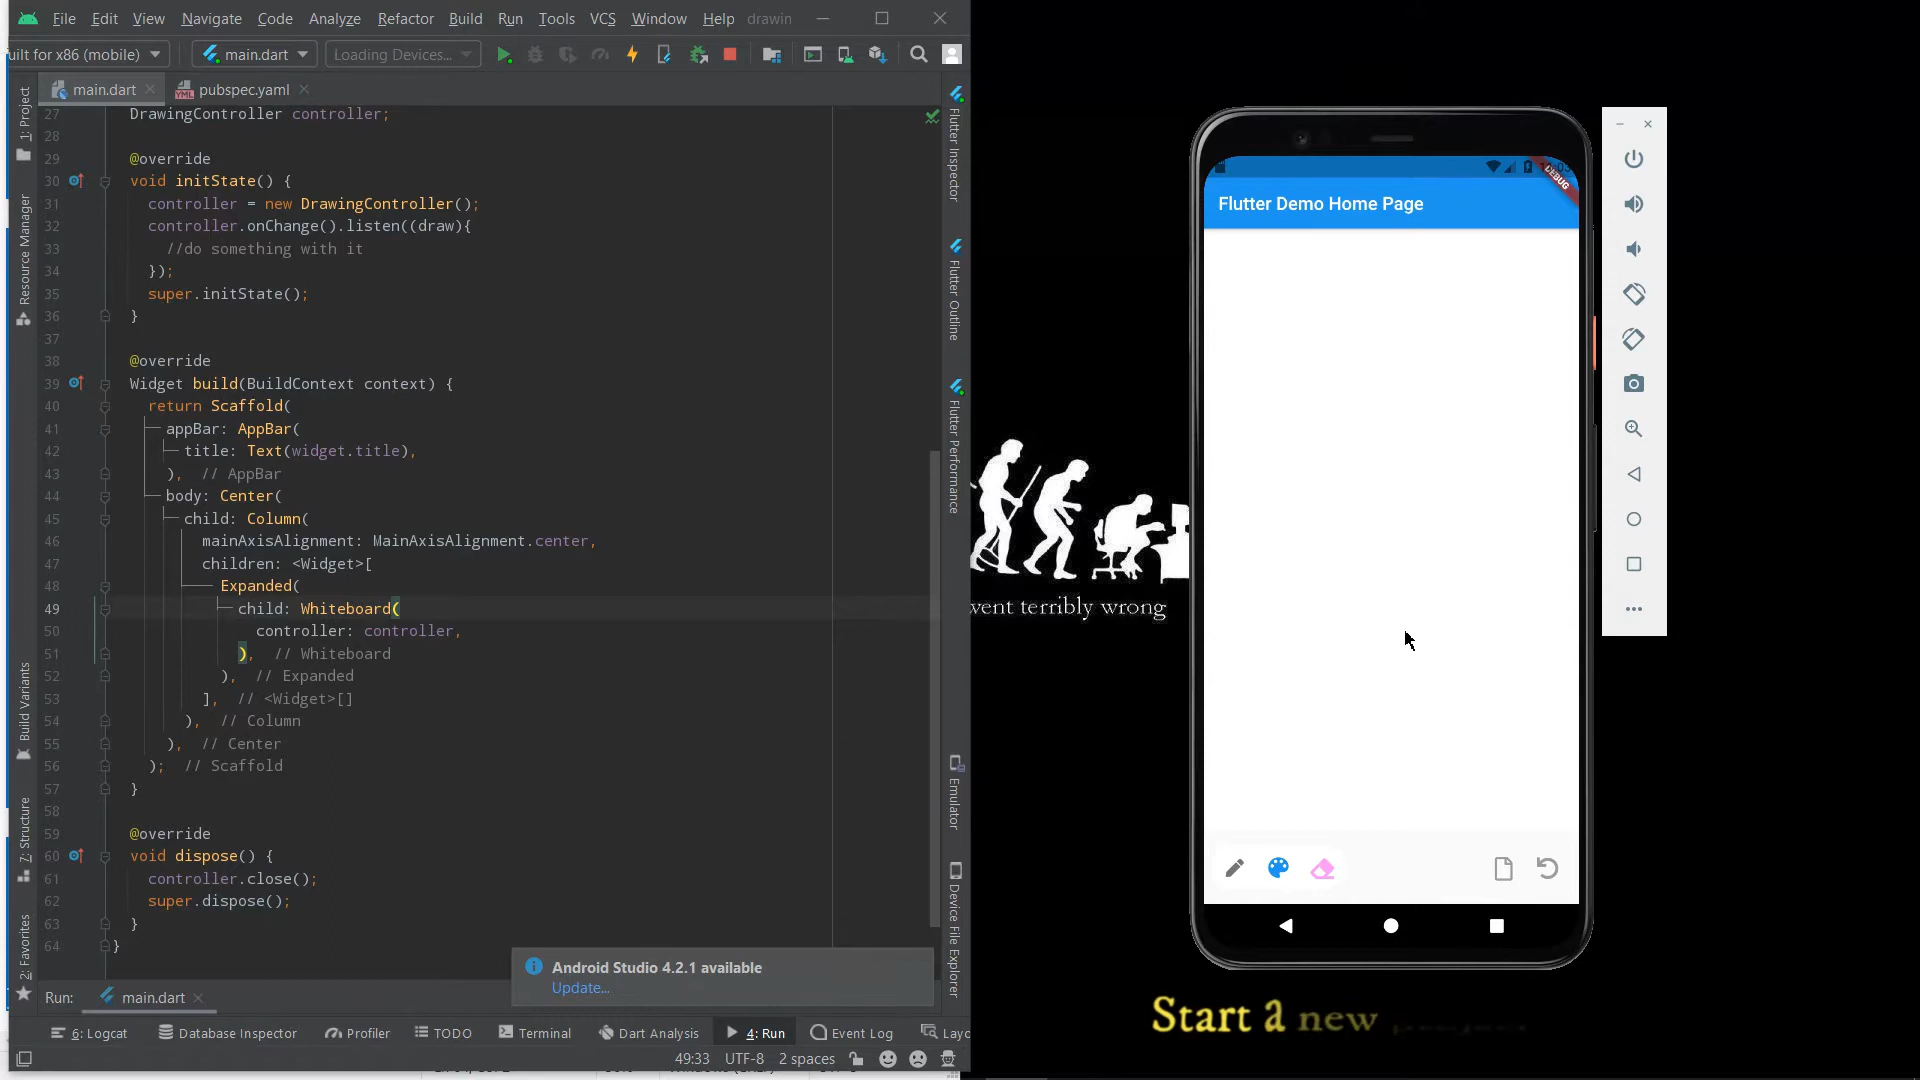 File Edit View Navigate Code Analyze Refactor Build Run Tools VCS Window Help drawin
uilt for x86 (mobile) main.dart Loading Devices...
main.dart pubspec.yaml
27 DrawingController controller;
28
29 @override
30 void initState() {
31 controller = new DrawingController();
32 controller.onChange().listen((draw){
33 //do something with it
34 });
35 super.initState();
36 }
37
38 @override
39 Widget build(BuildContext context) {
40 return Scaffold(
41 appBar: AppBar(
42 title: Text(widget.title),
43 ), // AppBar
44 body: Center(
45 child: Column(
46 mainAxisAlignment: MainAxisAlignment.center,
47 children: <Widget>[
48 Expanded(
49 child: Whiteboard(
50 controller: controller,
51 ), // Whiteboard
52 ), // Expanded
53 ], // <Widget>[]
54 ), // Column
55 ), // Center
56 ); // Scaffold
57 }
58
59 @override
60 void dispose() {
61 controller.close();
62 super.dispose();
63 }
64 }
1: Project
Resource Manager
Build Variants
7: Structure
2: Favorites
Flutter Inspector
Flutter Outline
Flutter Performance
Emulator
Device File Explorer
Android Studio 4.2.1 available
Update...
Run: main.dart
6: Logcat Database Inspector Profiler TODO Terminal Dart Analysis 4: Run Event Log Layo
49:33 UTF-8 2 spaces
went terribly wrong
DEBUG
Flutter Demo Home Page
Start a new